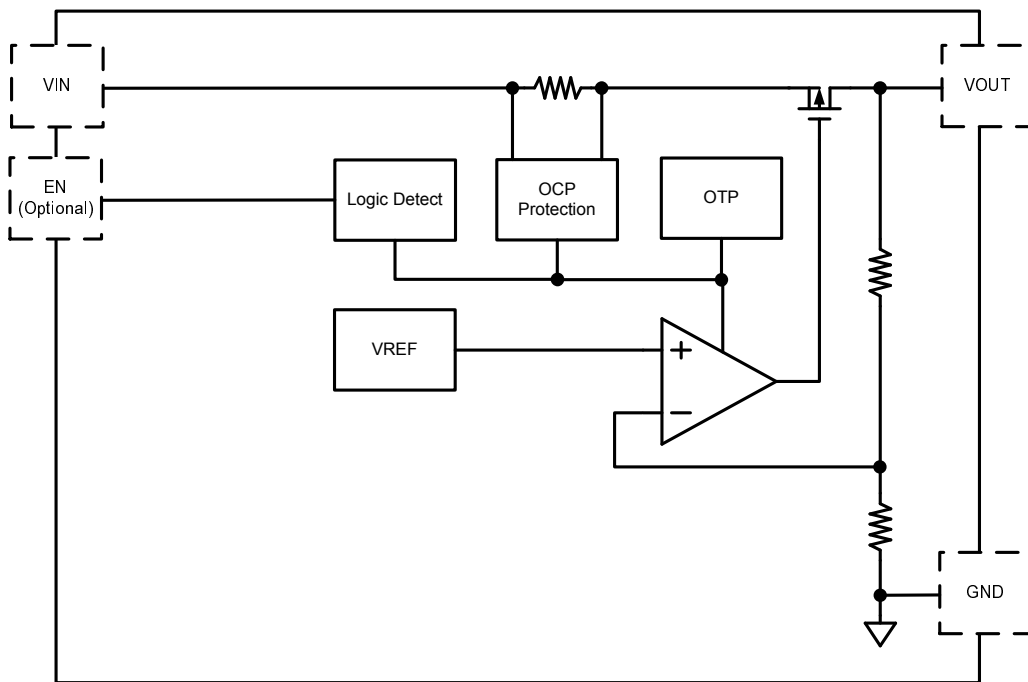 VIN
VOUT
EN
(Optional)
Logic Detect
OCP
Protection
OTP
VREF
+
−
GND